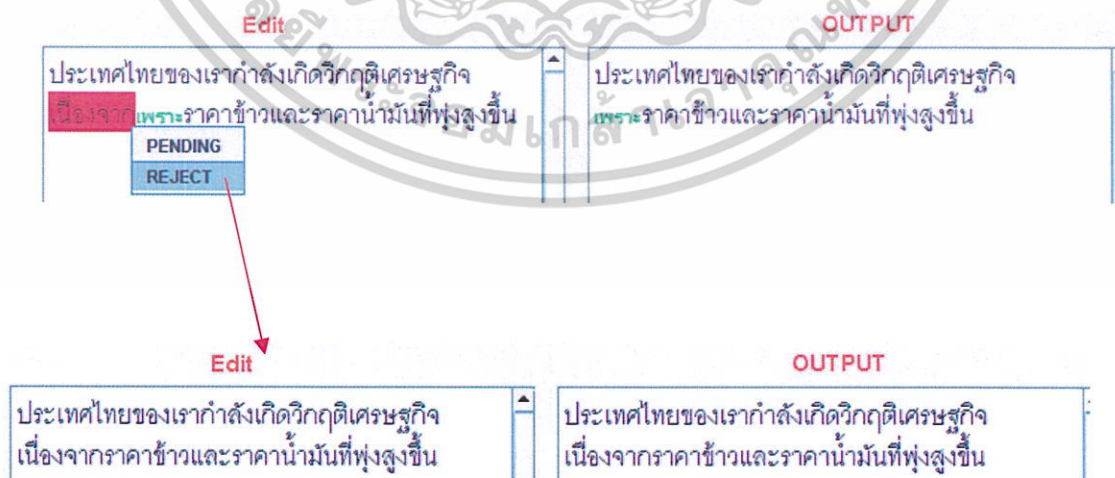 Edit
OUTPUT
ประเทศไทยของเรากำลังเกิดวิกฤติเศรษฐกิจ
เนื่องจากเพราะราคาข้าวและราคาน้ำมันที่พุ่งสูงขึ้น
PENDING
REJECT
ประเทศไทยของเรากำลังเกิดวิกฤติเศรษฐกิจ
เพราะราคาข้าวและราคาน้ำมันที่พุ่งสูงขึ้น
Edit
OUTPUT
ประเทศไทยของเรากำลังเกิดวิกฤติเศรษฐกิจ
เนื่องจากราคาข้าวและราคาน้ำมันที่พุ่งสูงขึ้น
ประเทศไทยของเรากำลังเกิดวิกฤติเศรษฐกิจ
เนื่องจากราคาข้าวและราคาน้ำมันที่พุ่งสูงขึ้น